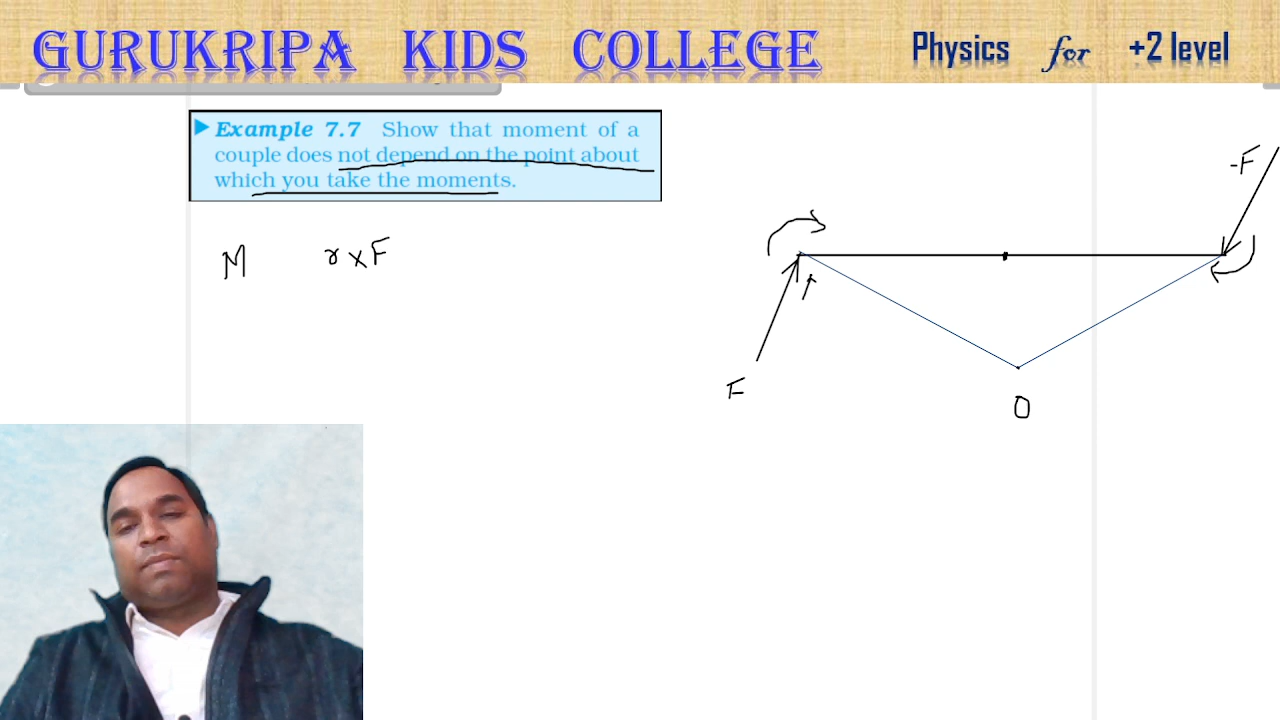 GURUKRIPA KIDS COLLEGE Physics for +2 level
Example 7.7 Show that moment of a
couple does not depend on the point about
which you take the moments.
-F
M r×F
F
O